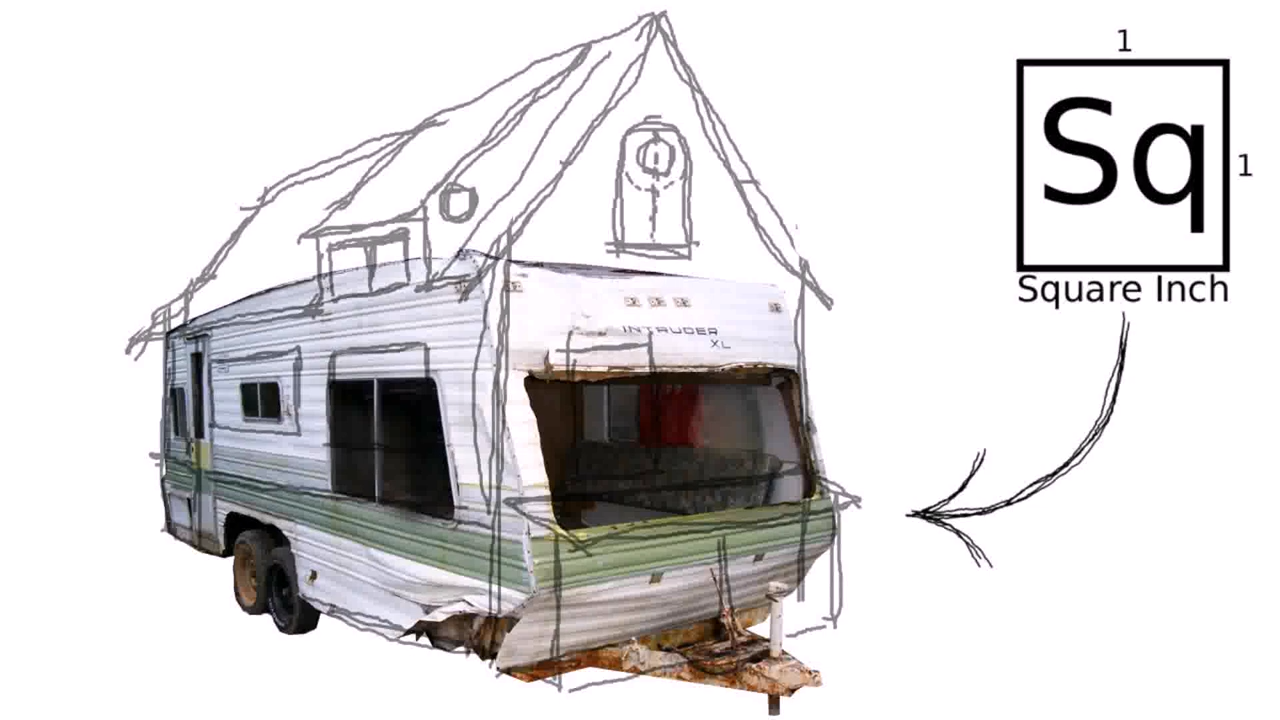 1
Sq
1
Square Inch
INTRUDER
XL